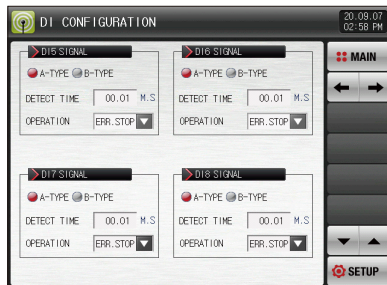 DI CONFIGURATION
20.09.07
02:58 PM
DI5 SIGNAL
A-TYPE B-TYPE
DETECT TIME 00.01 M.S
OPERATION ERR.STOP
DI6 SIGNAL
A-TYPE B-TYPE
DETECT TIME 00.01 M.S
OPERATION ERR.STOP
DI7 SIGNAL
A-TYPE B-TYPE
DETECT TIME 00.01 M.S
OPERATION ERR.STOP
DI8 SIGNAL
A-TYPE B-TYPE
DETECT TIME 00.01 M.S
OPERATION ERR.STOP
MAIN
SETUP